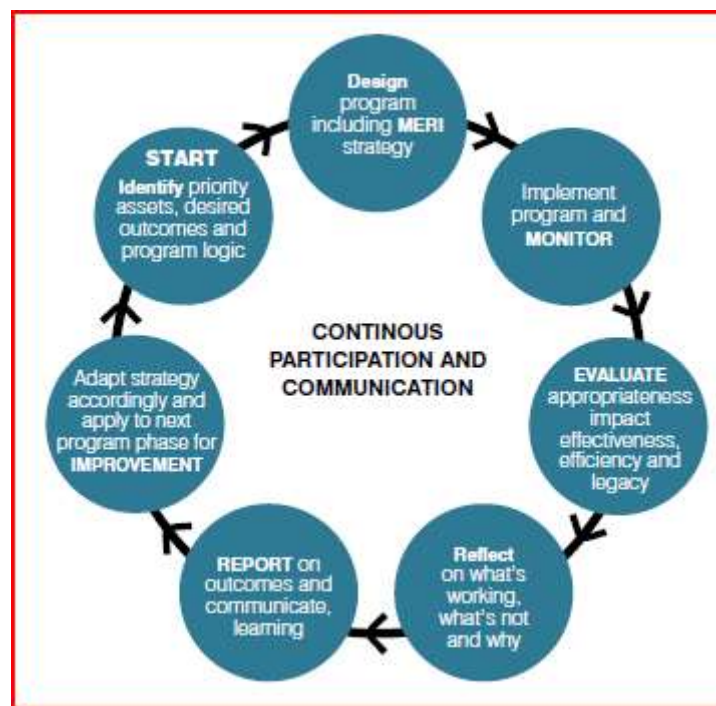 START
Identify priority
assets, desired
outcomes and
program logic
Design
program
including MERI
strategy
Implement
program and
MONITOR
EVALUATE
appropriateness
impact
effectiveness,
efficiency and
legacy
Reflect
on what's
working,
what's not
and why
REPORT on
outcomes and
communicate,
learning
Adapt strategy
accordingly and
apply to next
program phase for
IMPROVEMENT
CONTINOUS
PARTICIPATION AND
COMMUNICATION